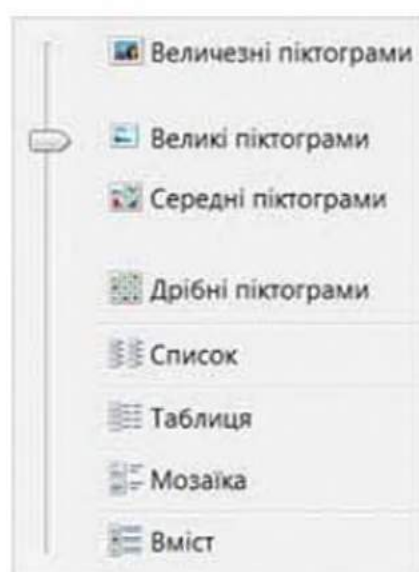 Величезні піктограми
Великі піктограми
Середні піктограми
Дрібні піктограми
Список
Таблиця
Мозаїка
Вміст